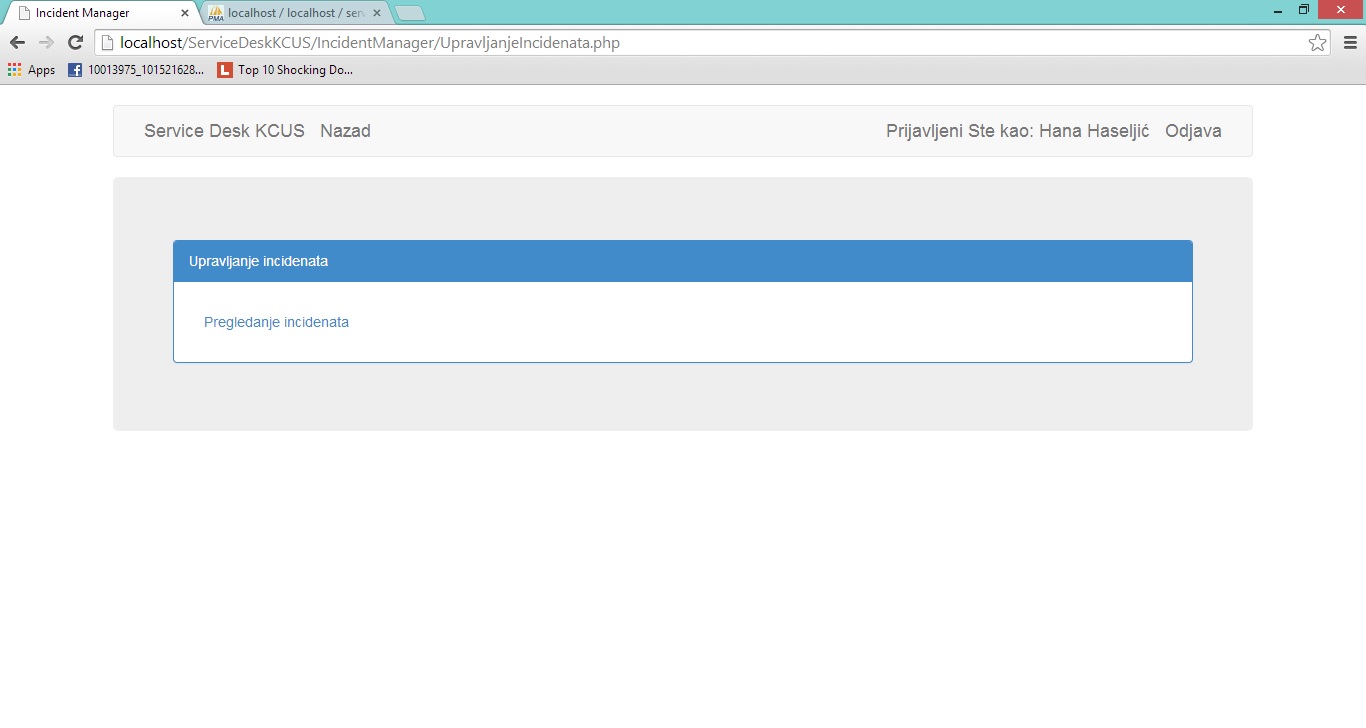 Incident Manager
localhost / localhost / ser
localhost/ServiceDeskKCUS/IncidentManager/UpravljanjeIncidenata.php
Apps 10013975_101521628... Top 10 Shocking Do...
Service Desk KCUS Nazad Prijavljeni Ste kao: Hana Haseljić Odjava
Upravljanje incidenata
Pregledanje incidenata